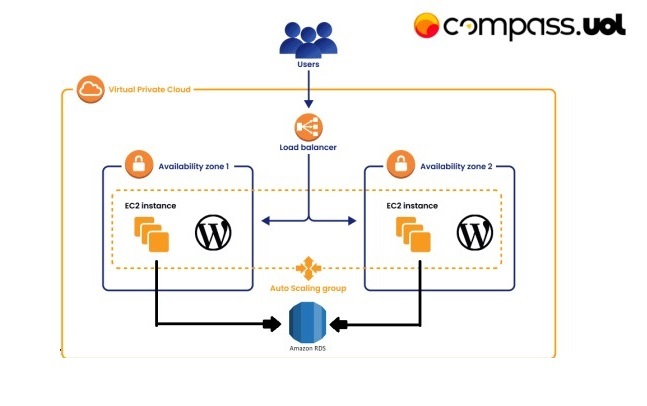 compass.uol
Users
Virtual Private Cloud
Load balancer
Availability zone 1
Availability zone 2
EC2 instance
EC2 instance
Auto Scaling group
Amazon RDS